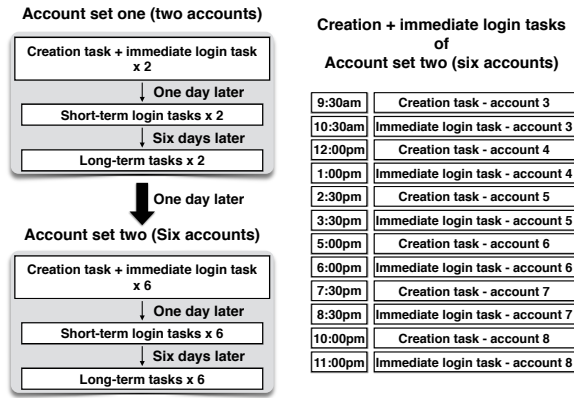 Account set one (two accounts)
Creation task + immediate login task
x 2
One day later
Short-term login tasks x 2
Six days later
Long-term tasks x 2
One day later
Account set two (Six accounts)
Creation task + immediate login task
x 6
One day later
Short-term login tasks x 6
Six days later
Long-term tasks x 6
Creation + immediate login tasks
of
Account set two (six accounts)
9:30am Creation task - account 3
10:30am Immediate login task - account 3
12:00pm Creation task - account 4
1:00pm Immediate login task - account 4
2:30pm Creation task - account 5
3:30pm Immediate login task - account 5
5:00pm Creation task - account 6
6:00pm Immediate login task - account 6
7:30pm Creation task - account 7
8:30pm Immediate login task - account 7
10:00pm Creation task - account 8
11:00pm Immediate login task - account 8